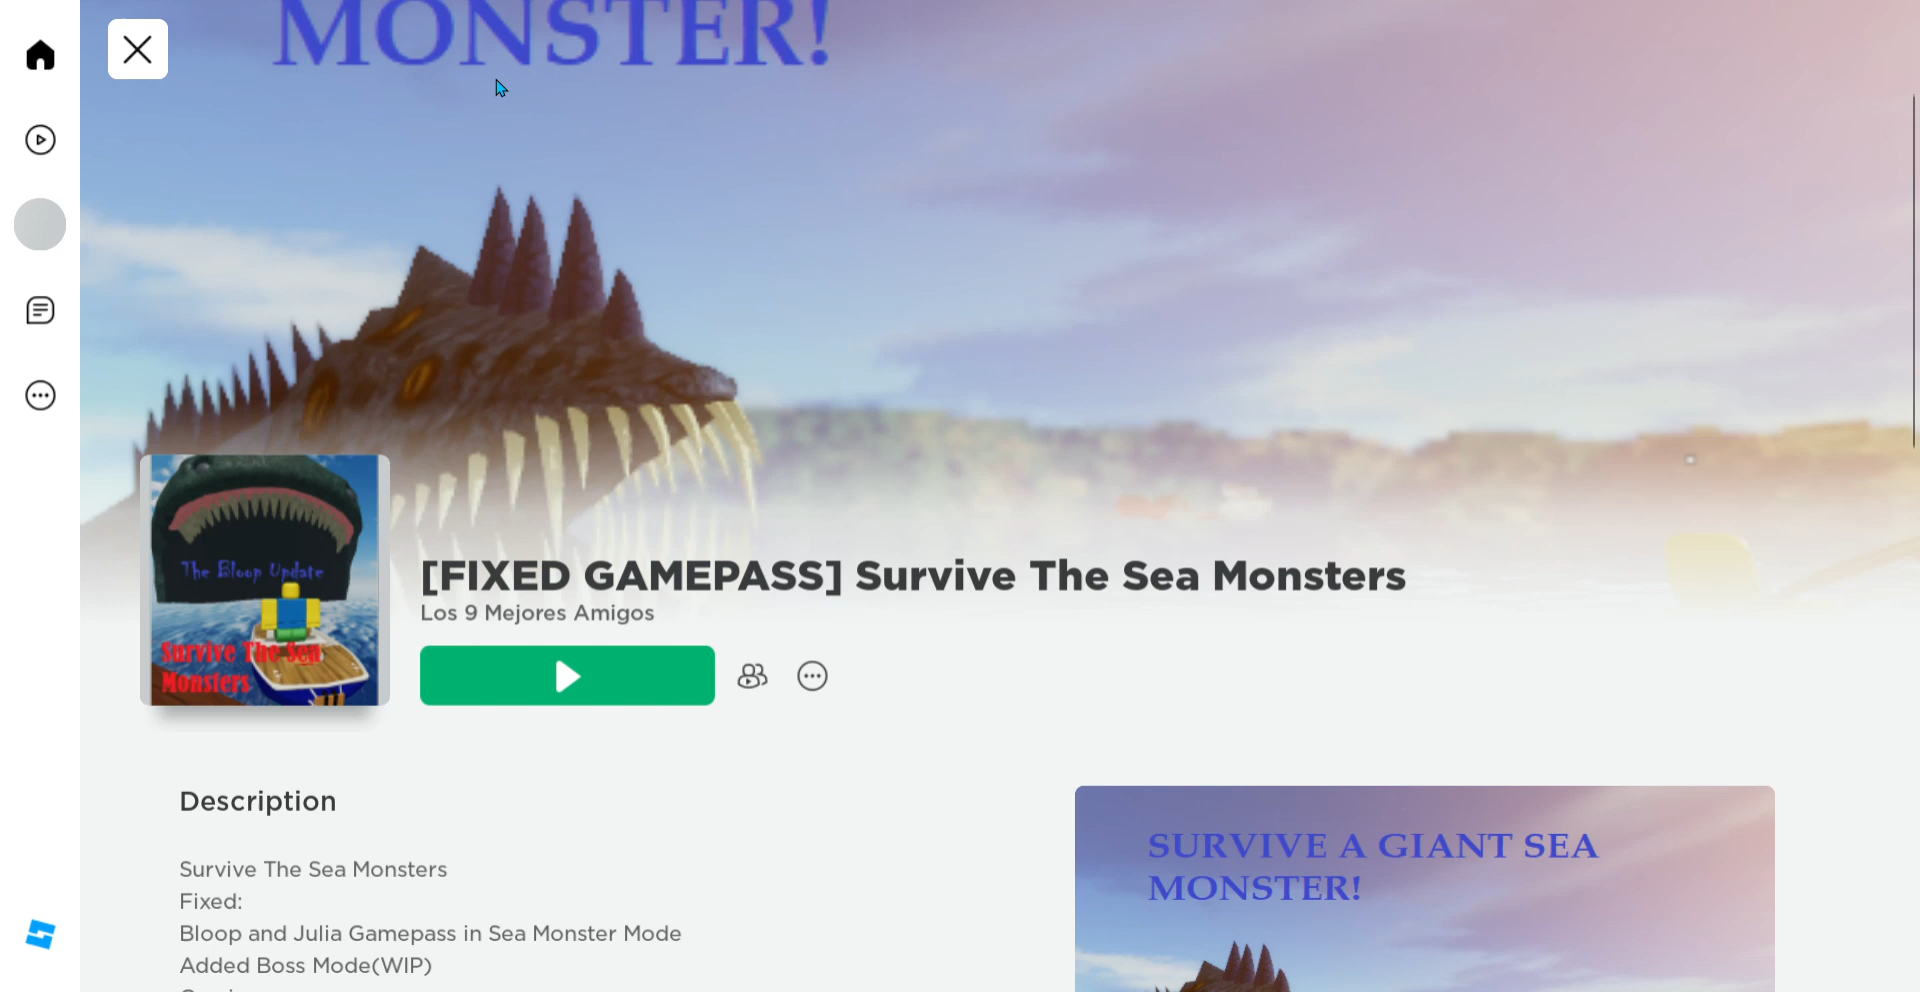 MONSTER!
The Bloop Update
Survive The Sea
Monsters
[FIXED GAMEPASS] Survive The Sea Monsters
Los 9 Mejores Amigos
Description
Survive The Sea Monsters
Fixed:
Bloop and Julia Gamepass in Sea Monster Mode
Added Boss Mode(WIP)
SURVIVE A GIANT SEA
MONSTER!